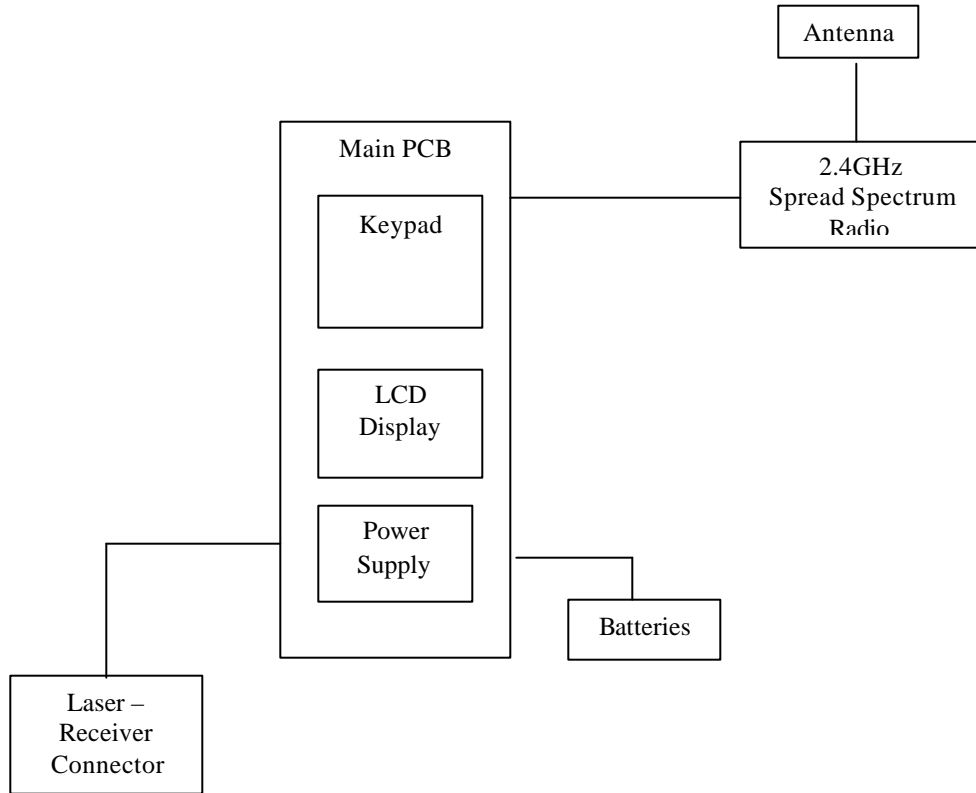 Antenna
Main PCB
2.4GHz
Spread Spectrum
Radio
Keypad
LCD
Display
Power
Supply
Batteries
Laser –
Receiver
Connector